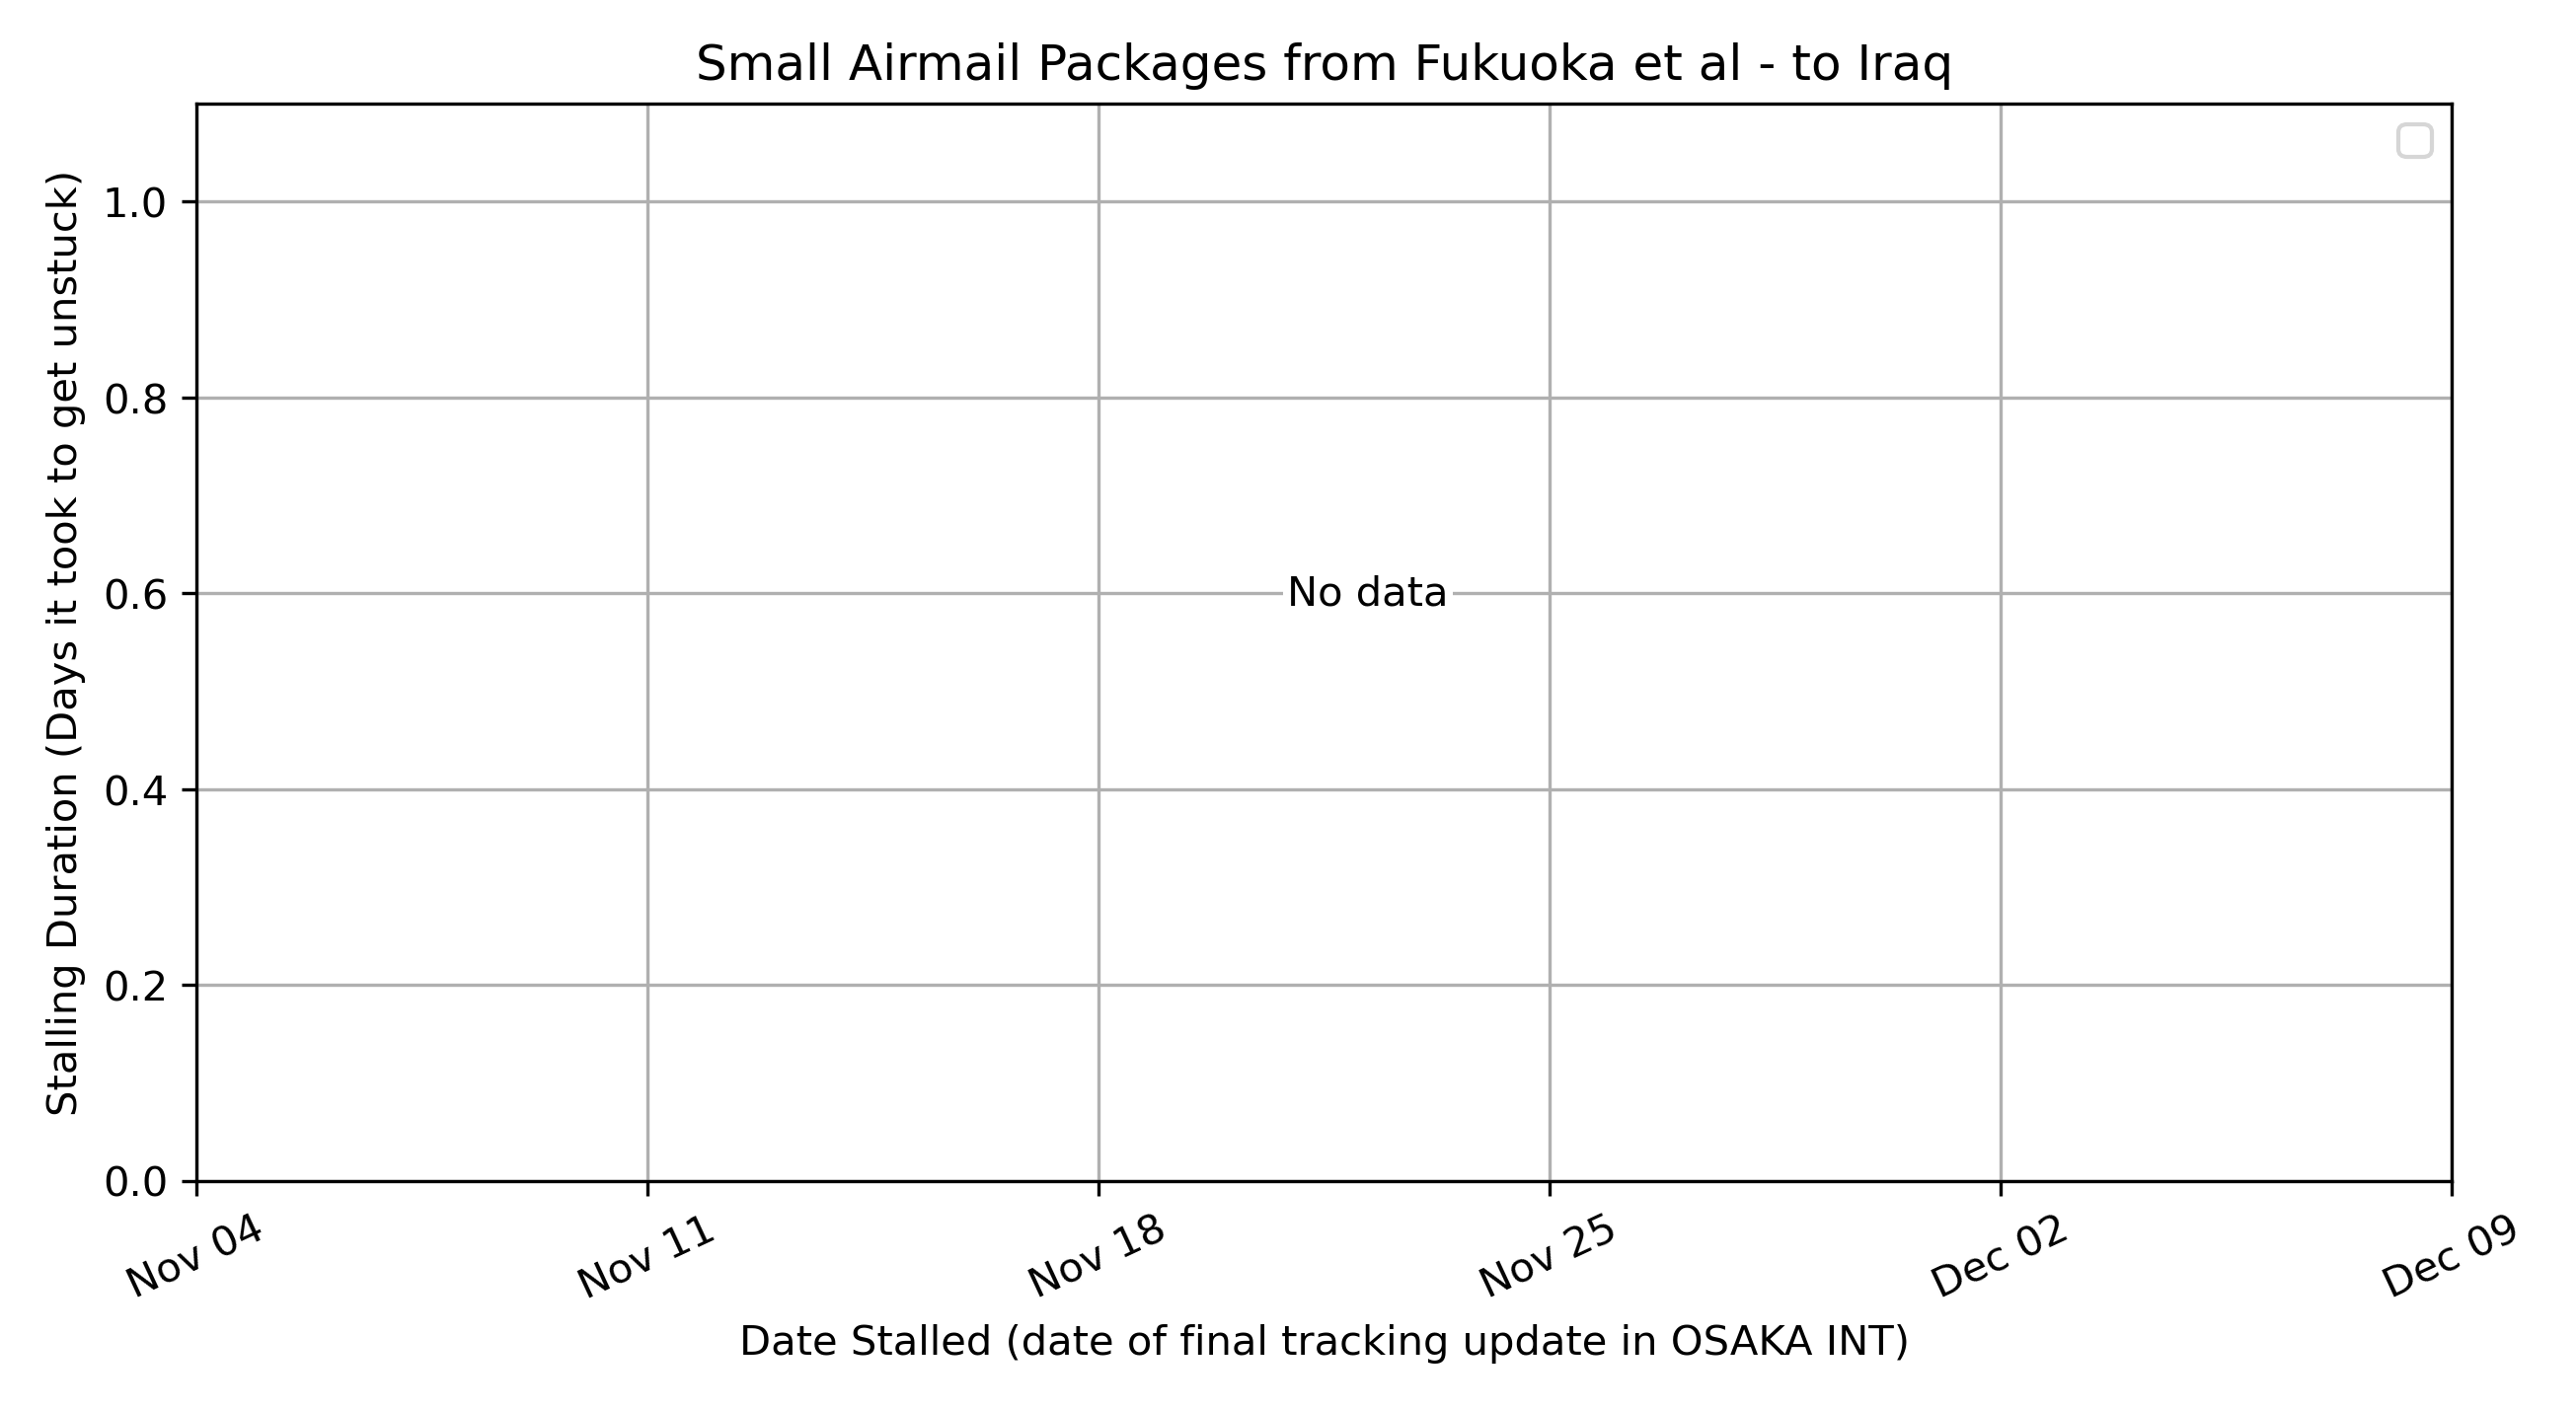 Small Airmail Packages from Fukuoka et al - to Iraq
Stalling Duration (Days it took to get unstuck)
1.0
0.8
0.6
0.4
0.2
0.0
No data
Nov 04
Nov 11
Nov 18
Nov 25
Dec 02
Dec 09
Date Stalled (date of final tracking update in OSAKA INT)